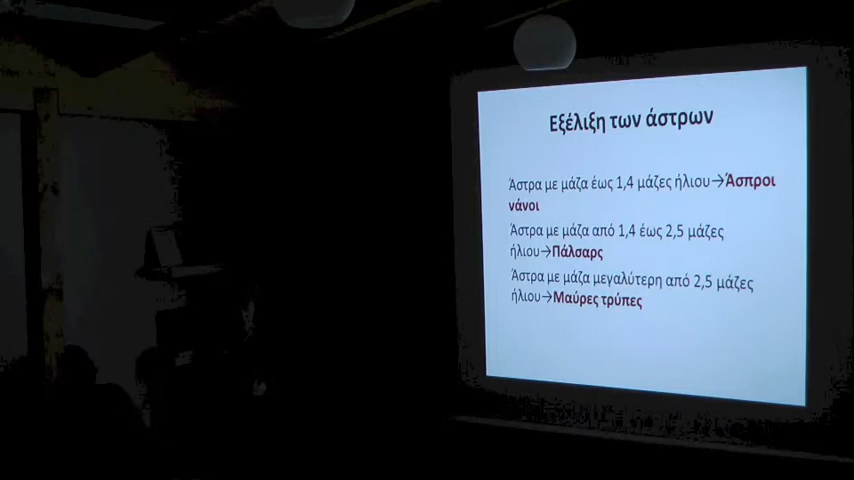 Εξέλιξη των άστρων
Άστρα με μάζα έως 1,4 μάζες ήλιου→Άσπροι
νάνοι
Άστρα με μάζα από 1,4 έως 2,5 μάζες
ήλιου→Πάλσαρς
Άστρα με μάζα μεγαλύτερη από 2,5 μάζες
ήλιου→Μαύρες τρύπες